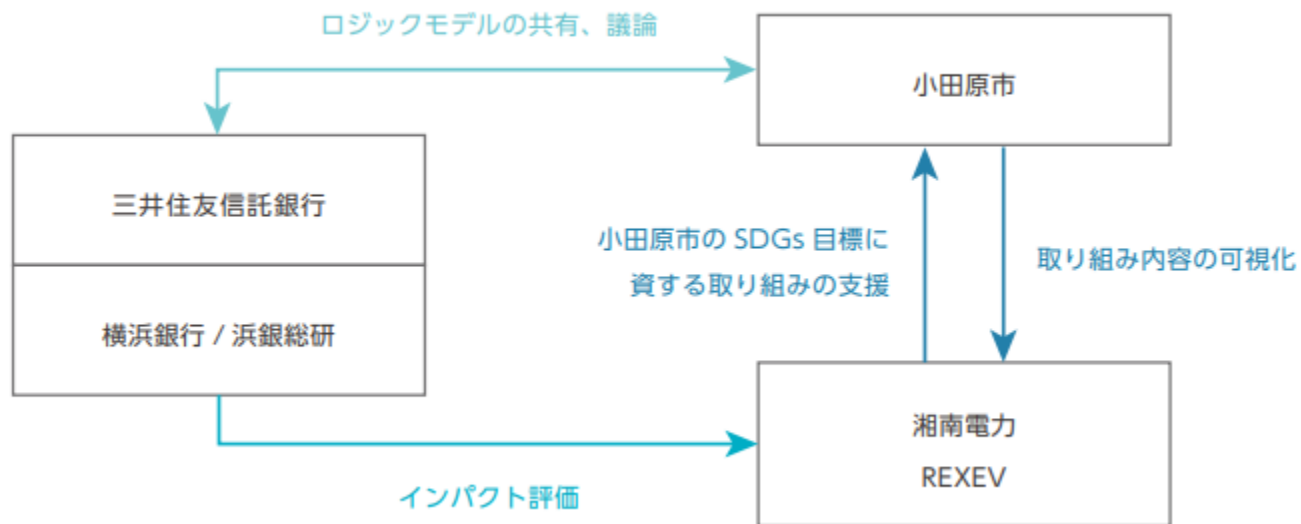 ロジックモデルの共有、議論
小田原市
三井住友信託銀行
横浜銀行 / 浜銀総研
小田原市の SDGs 目標に
資する取り組みの支援
取り組み内容の可視化
湘南電力
REXEV
インパクト評価